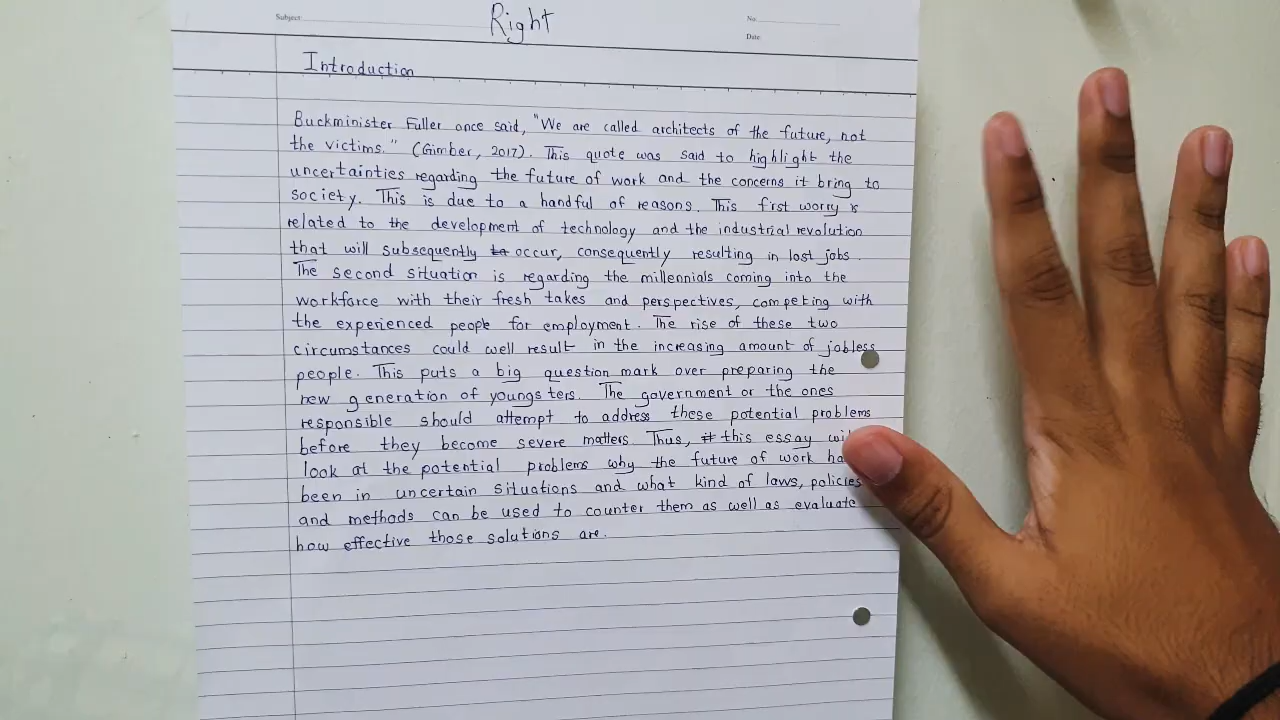 Subject: Right
No.
Date:
Introduction
Buckminister Fuller once said, "We are called architects of the future, not
the victims." (Gimber, 2017). This quote was said to highlight the
uncertainties regarding the future of work and the concerns it bring to
society. This is due to a handful of reasons. This first worry is
related to the development of technology and the industrial revolution
that will subsequently occur, consequently resulting in lost jobs.
The second situation is regarding the millennials coming into the
workforce with their fresh takes and perspectives, competing with
the experienced people for employment. The rise of these two
circumstances could well result in the increasing amount of jobless
people. This puts a big question mark over preparing the
new generation of youngsters. The government or the ones
responsible should attempt to address these potential problems
before they become severe matters. Thus, this essay
look at the potential problems why the future of work
been in uncertain situations and what kind of laws, policies
and methods can be used to counter them as well as evaluate
how effective those solutions are.